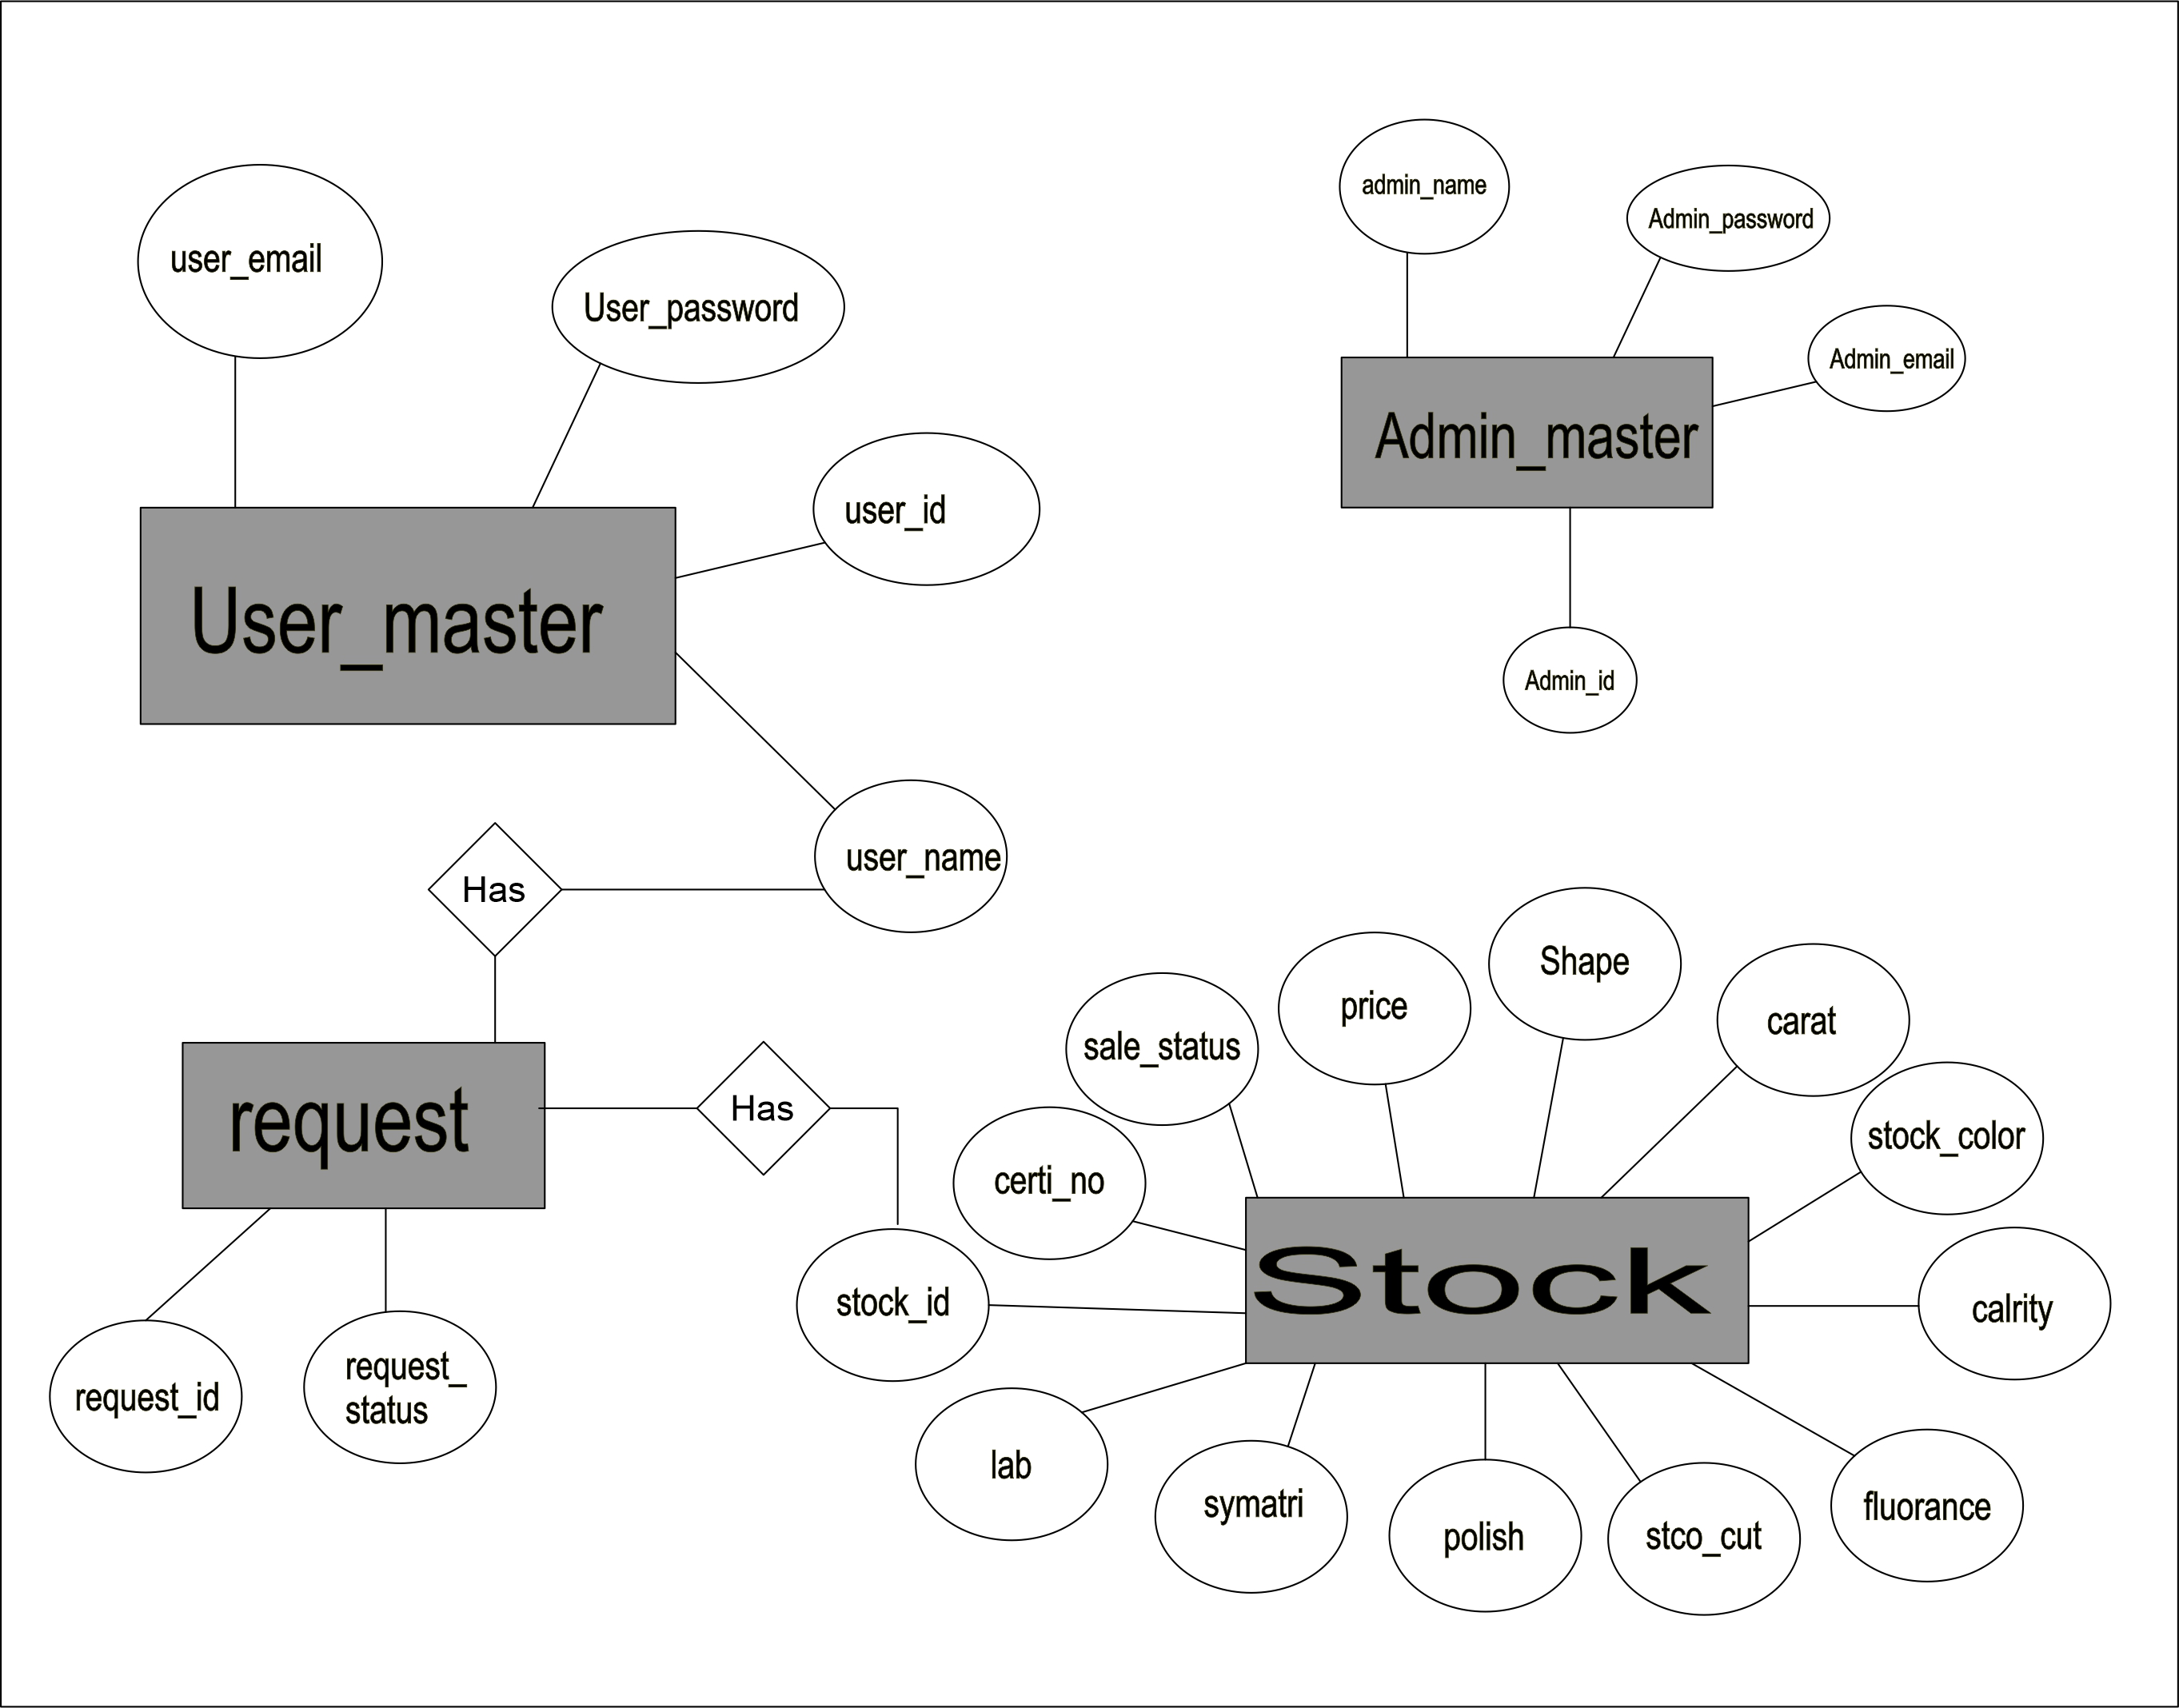 admin_name
Admin_password
user_email
User_password
Admin_email
Admin_master
user_id
User_master
Admin_id
user_name
Has
Shape
price
carat
sale_status
Has
request
stock_color
certi_no
Stock
stock_id
calrity
request_id
request_
status
lab
symatri
polish
stco_cut
fluorance